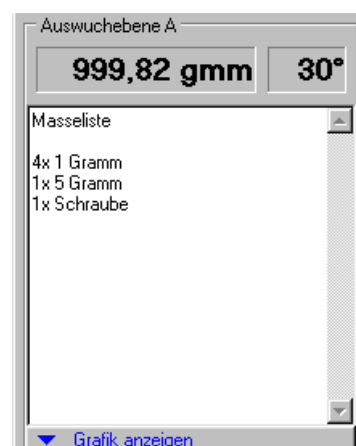 Auswuchebene A
999,82 gmm 30°
Masseliste
4x 1 Gramm
1x 5 Gramm
1x Schraube
Grafik anzeigen